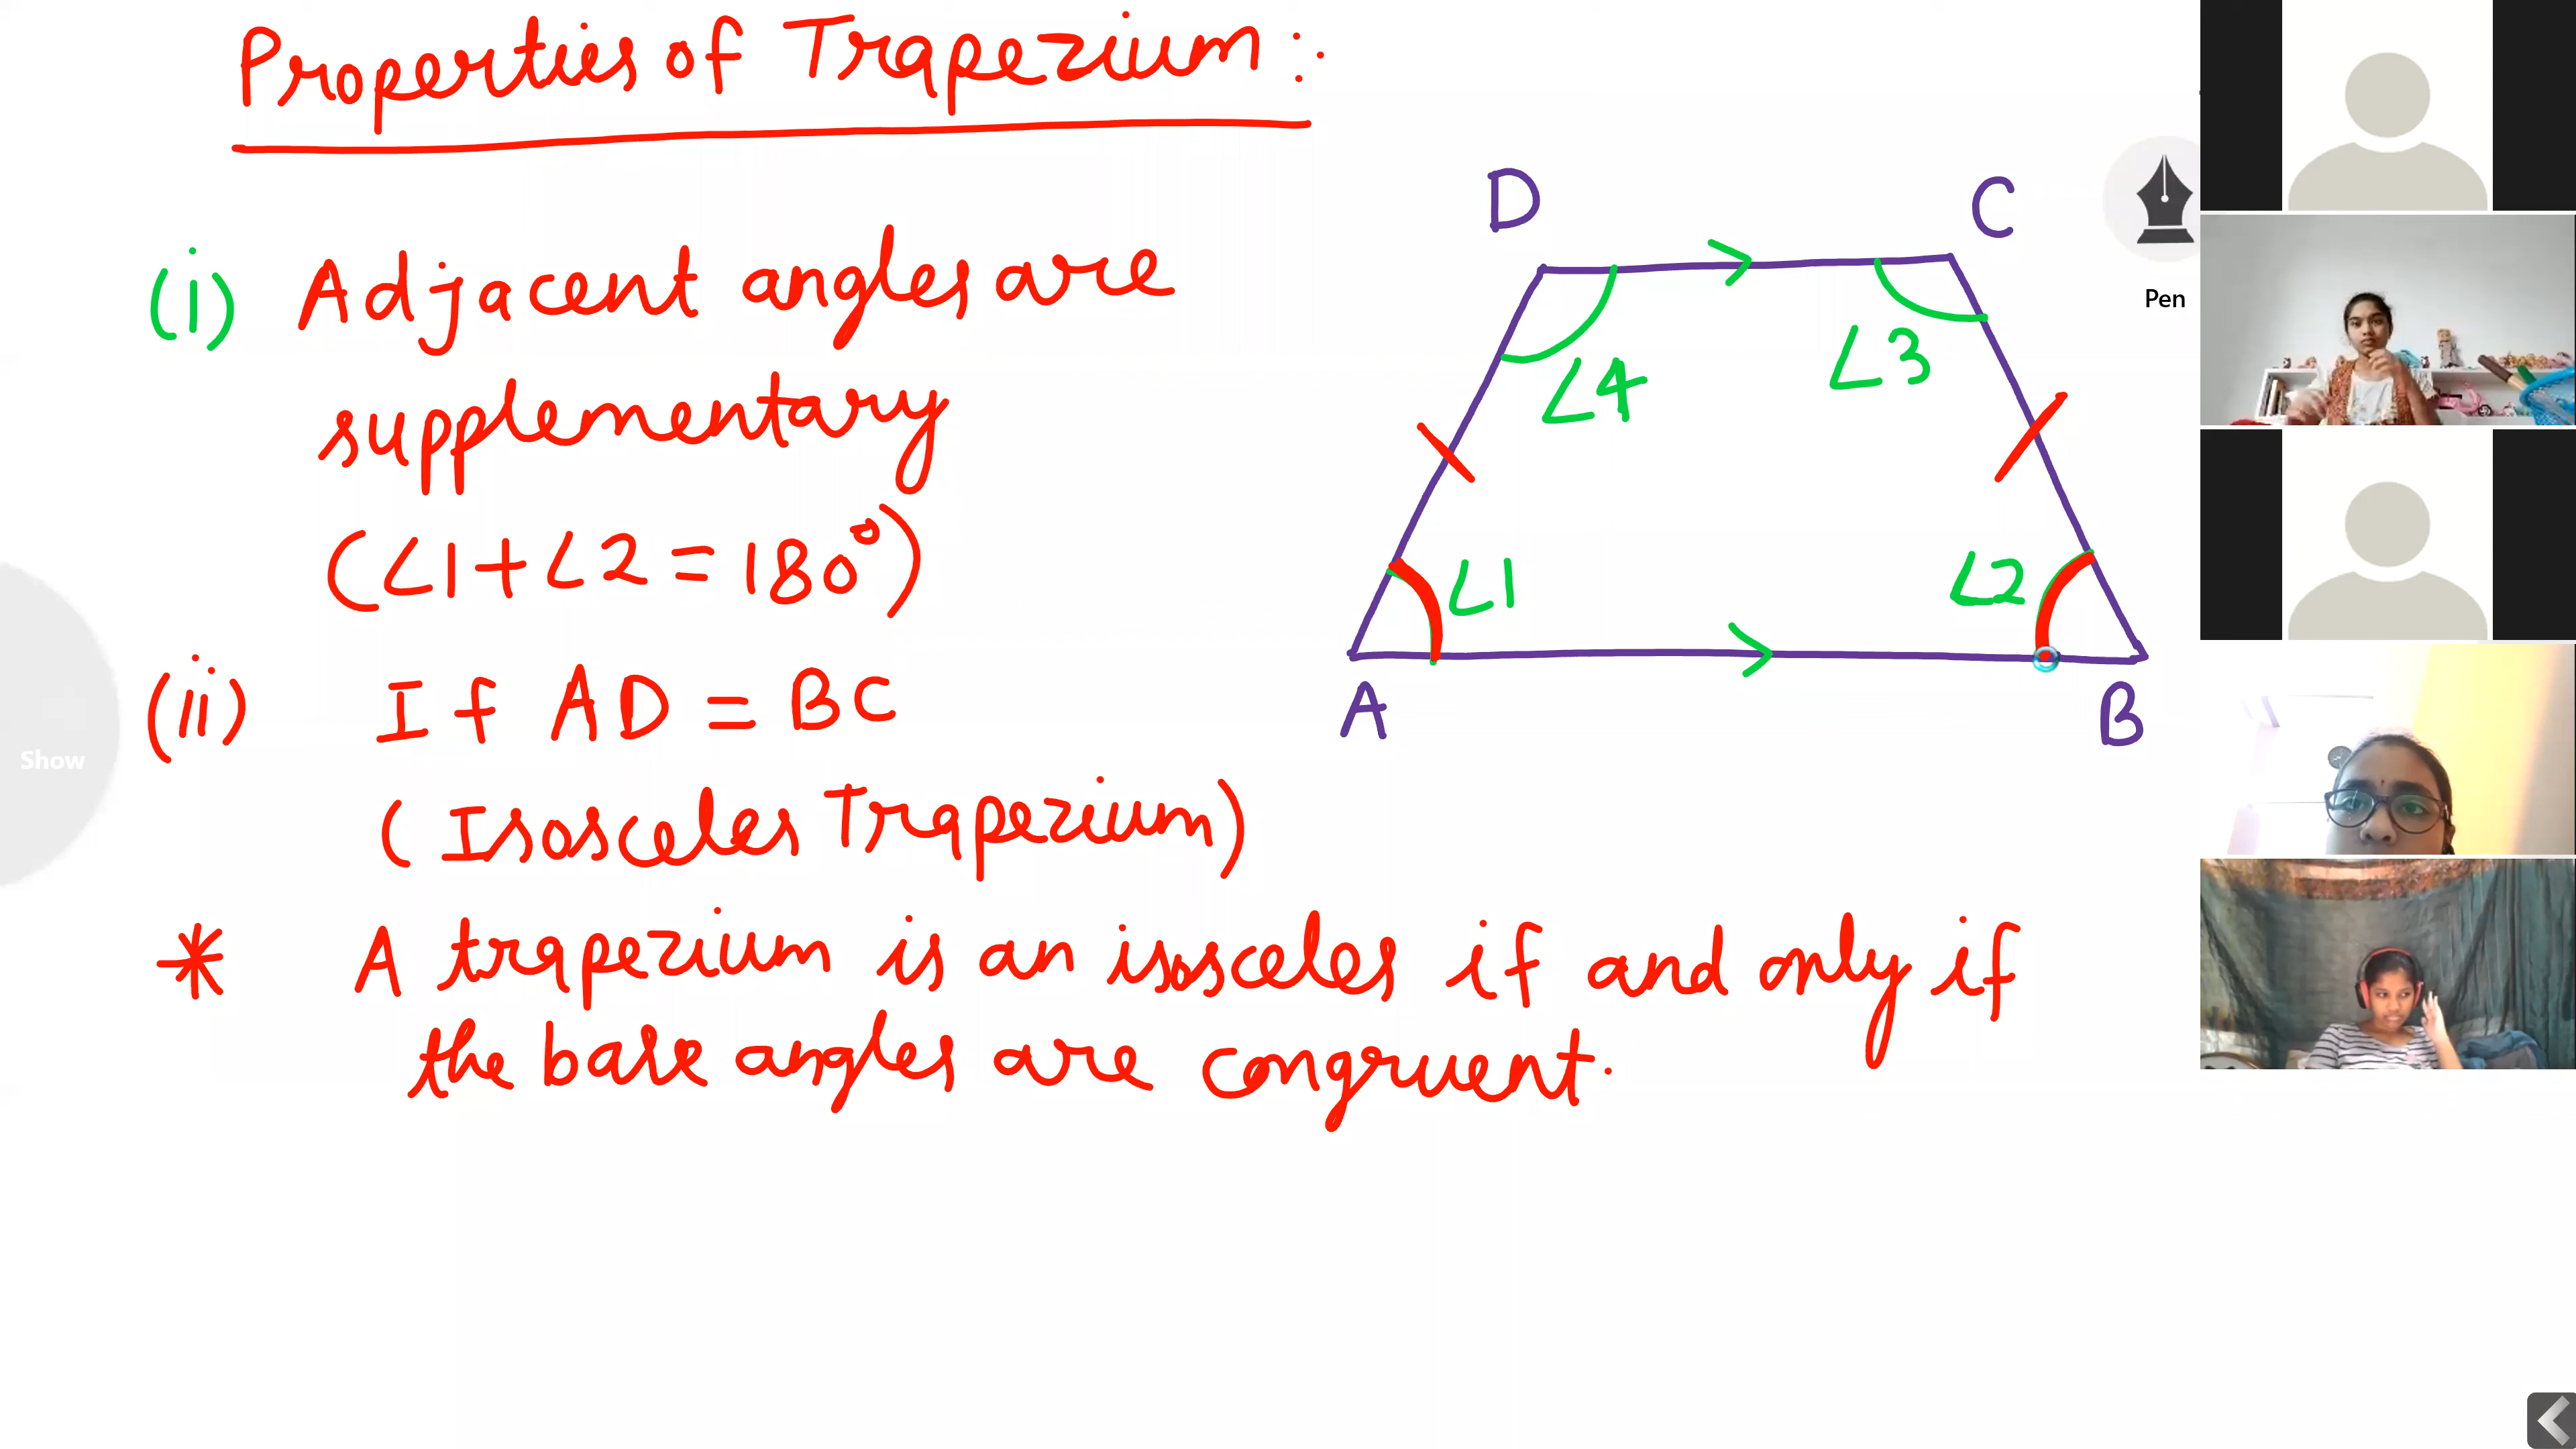 Properties of Trapezium :-
(i) Adjacent angles are
supplementary
(∠1+∠2=180°)
(ii) If AD = BC
(Isosceles Trapezium)
* A trapezium is an isosceles if and only if
the base angles are congruent.
D
C
∠4
∠3
∠1
∠2
A
B
Pen
Show